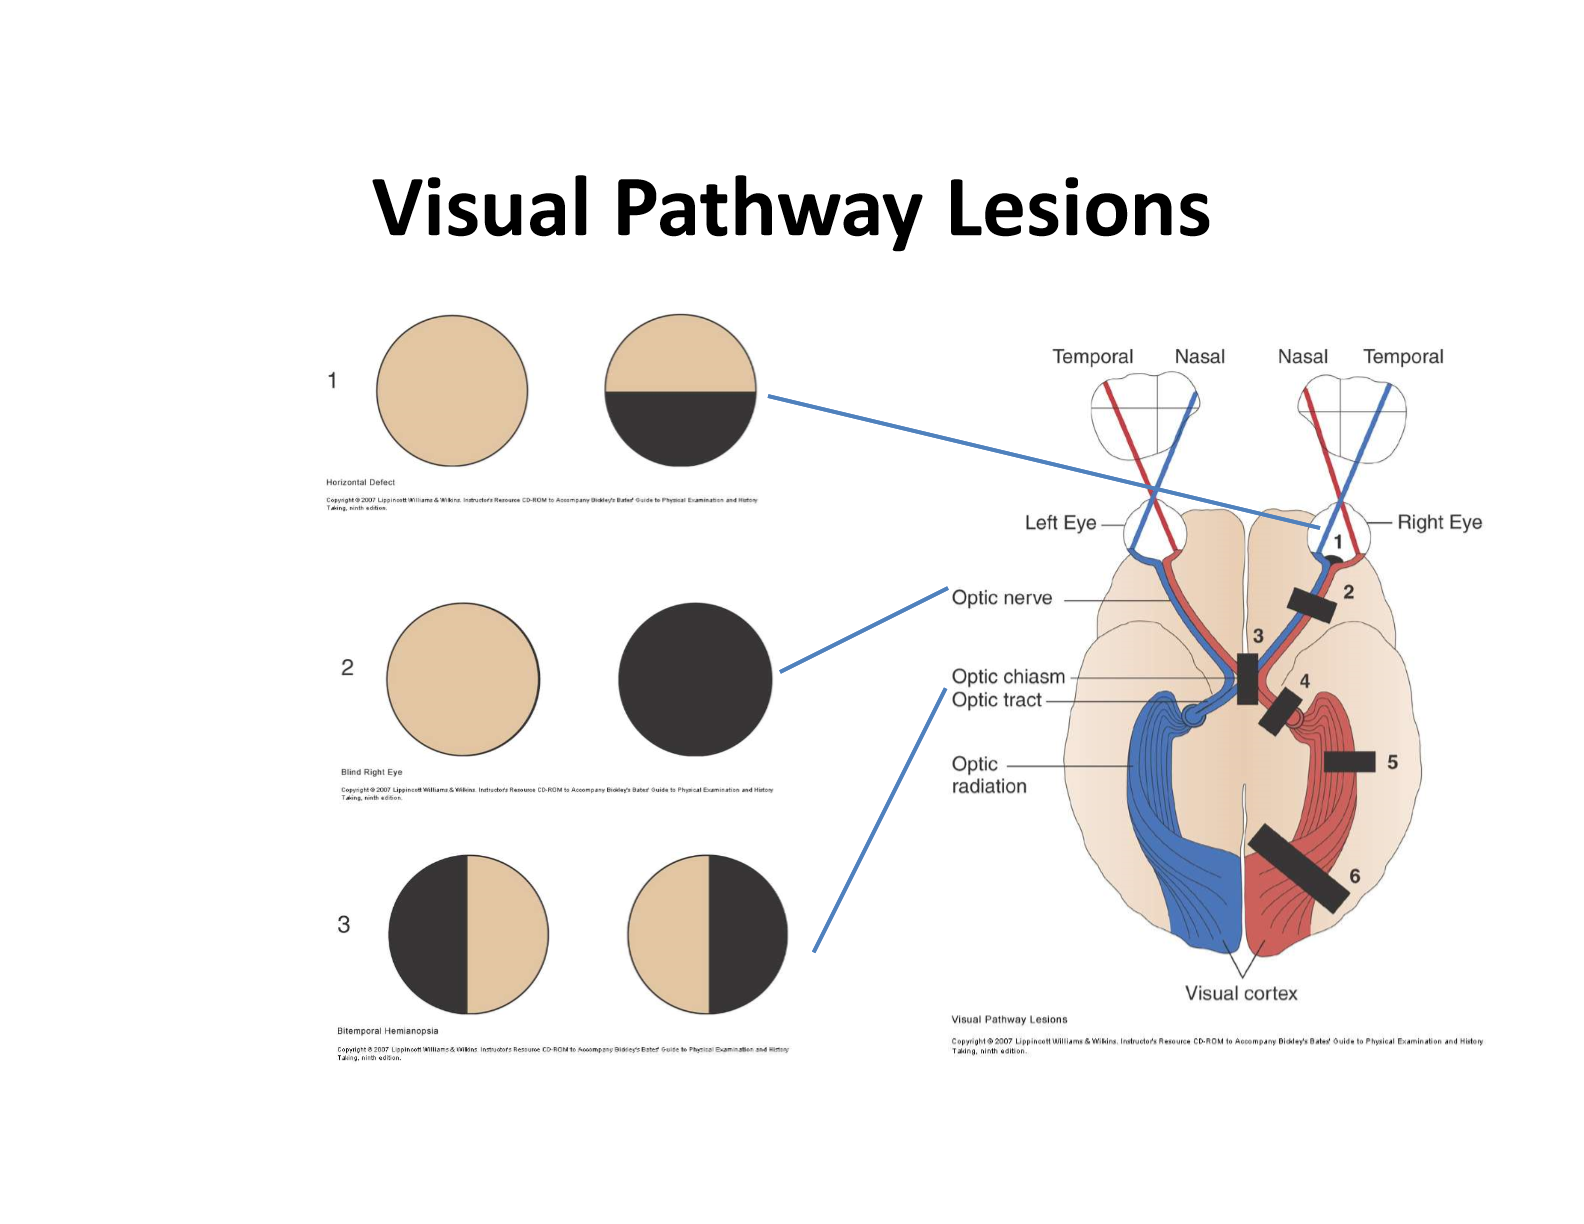 Visual Pathway Lesions
1
Horizontal Defect
Copyright © 2007 Lippincott Williams & Wilkins. Instructor's Resource CD-ROM to Accompany Bickley's Bates' Guide to Physical Examination and History
Taking, ninth edition.
2
Blind Right Eye
Copyright © 2007 Lippincott Williams & Wilkins. Instructor's Resource CD-ROM to Accompany Bickley's Bates' Guide to Physical Examination and History
Taking, ninth edition.
3
Bitemporal Hemianopsia
Copyright © 2007 Lippincott Williams & Wilkins. Instructor's Resource CD-ROM to Accompany Bickley's Bates' Guide to Physical Examination and History
Taking, ninth edition.
Temporal Nasal Nasal Temporal
Left Eye Right Eye
1
Optic nerve 2
3
Optic chiasm 4
Optic tract
Optic 5
radiation
6
Visual cortex
Visual Pathway Lesions
Copyright © 2007 Lippincott Williams & Wilkins. Instructor's Resource CD-ROM to Accompany Bickley's Bates' Guide to Physical Examination and History
Taking, ninth edition.